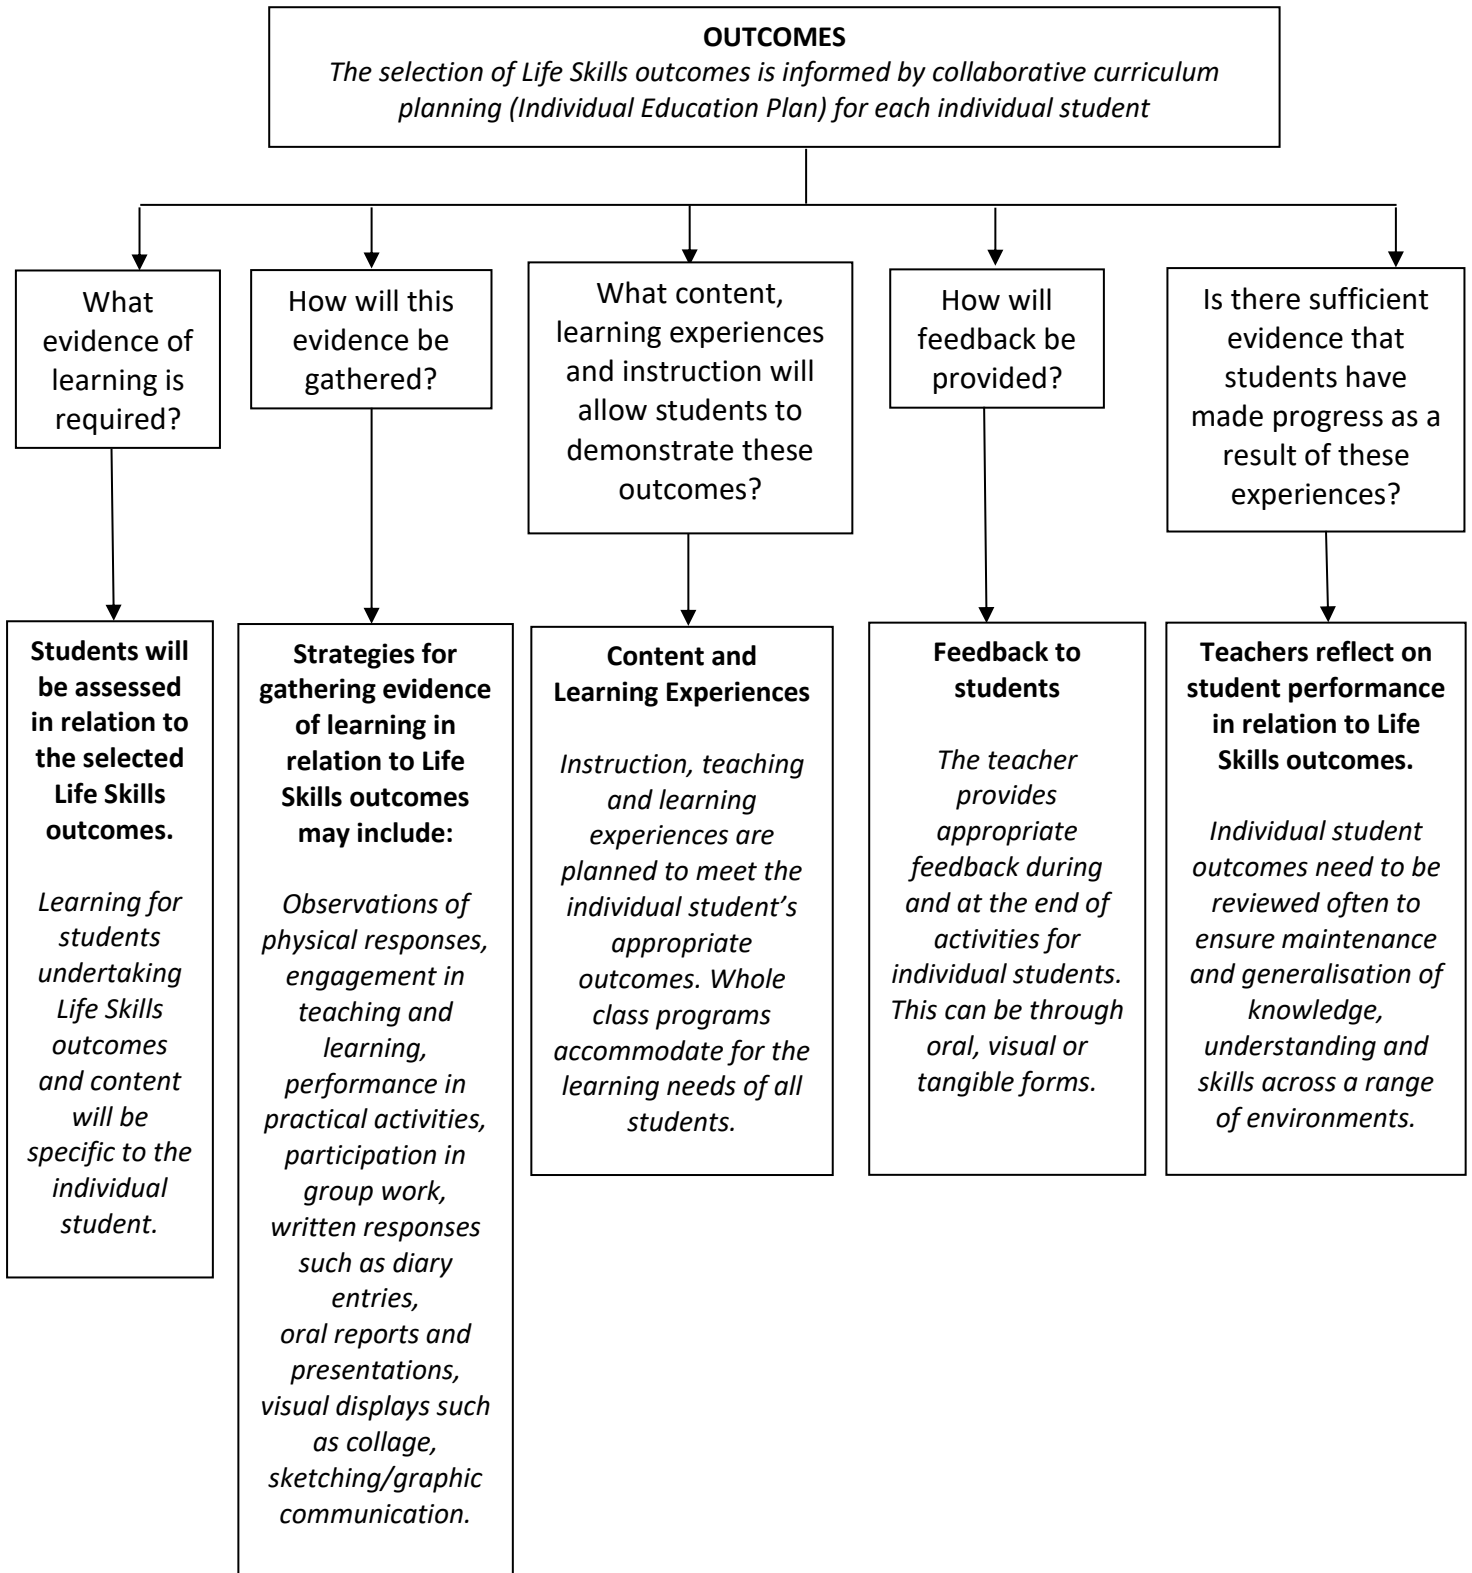 OUTCOMES
The selection of Life Skills outcomes is informed by collaborative curriculum
planning (Individual Education Plan) for each individual student
What
evidence of
learning is
required?
How will this
evidence be
gathered?
What content,
learning experiences
and instruction will
allow students to
demonstrate these
outcomes?
How will
feedback be
provided?
Is there sufficient
evidence that
students have
made progress as a
result of these
experiences?
Students will
be assessed
in relation to
the selected
Life Skills
outcomes.
Learning for
students
undertaking
Life Skills
outcomes
and content
will be
specific to the
individual
student.
Strategies for
gathering evidence
of learning in
relation to Life
Skills outcomes
may include:
Observations of
physical responses,
engagement in
teaching and
learning,
performance in
practical activities,
participation in
group work,
written responses
such as diary
entries,
oral reports and
presentations,
visual displays such
as collage,
sketching/graphic
communication.
Content and
Learning Experiences
Instruction, teaching
and learning
experiences are
planned to meet the
individual student’s
appropriate
outcomes. Whole
class programs
accommodate for the
learning needs of all
students.
Feedback to
students
The teacher
provides
appropriate
feedback during
and at the end of
activities for
individual students.
This can be through
oral, visual or
tangible forms.
Teachers reflect on
student performance
in relation to Life
Skills outcomes.
Individual student
outcomes need to be
reviewed often to
ensure maintenance
and generalisation of
knowledge,
understanding and
skills across a range
of environments.